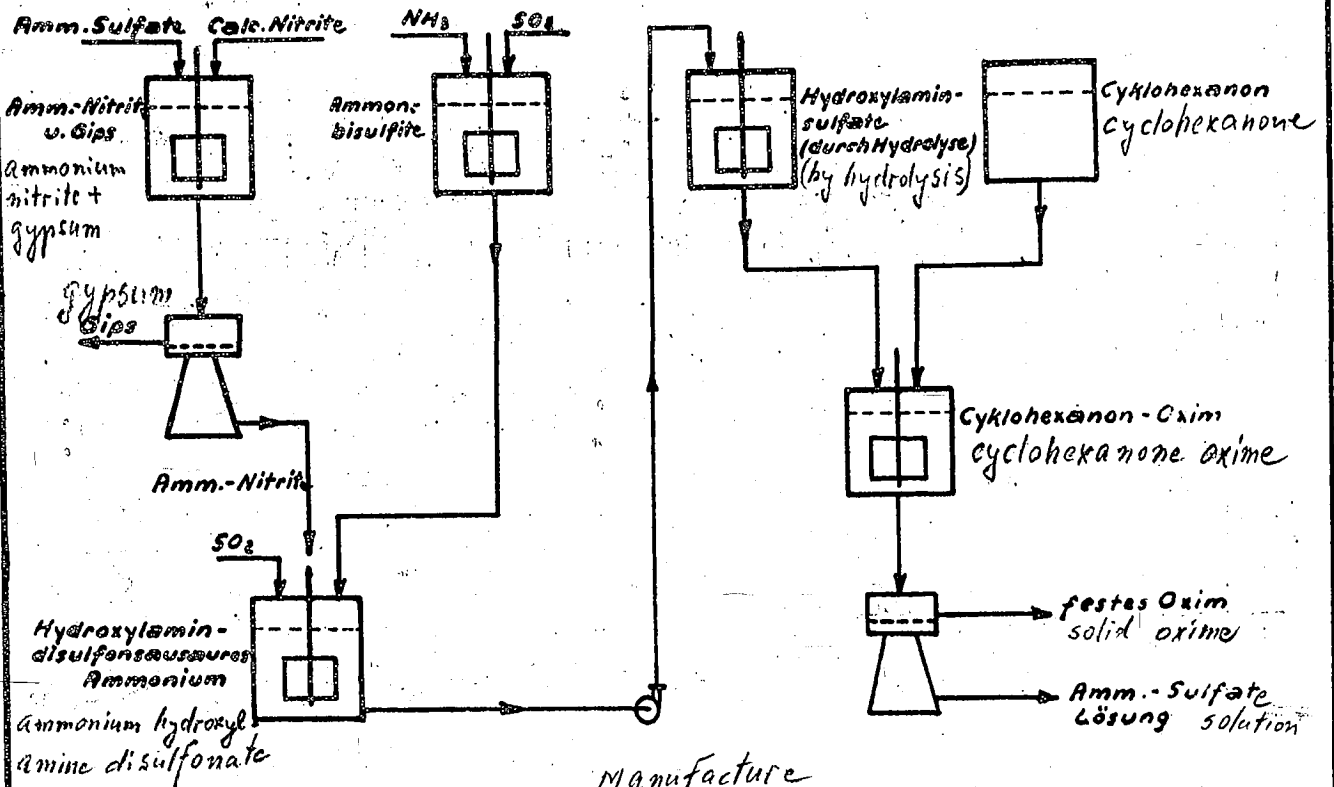 Amm.Sulfate Calc.Nitrite
Amm.-Nitrit
u. Gips
ammonium
nitrite +
gypsum
NH₃
SO₂
Ammon.-
bisulfite
gypsum
Gips
Amm.-Nitrite
SO₂
Hydroxylamin-
disulfonsausaures
Ammonium
ammonium hydroxyl
amine disulfonate
Hydroxylamin-
sulfate
(durch Hydrolyse)
(by hydrolysis)
Cyklohexanon
cyclohexanone
Cyklohexanon-Oxim
cyclohexanone oxime
festes Oxim
solid oxime
Amm.-Sulfate
Lösung solution
Manufacture